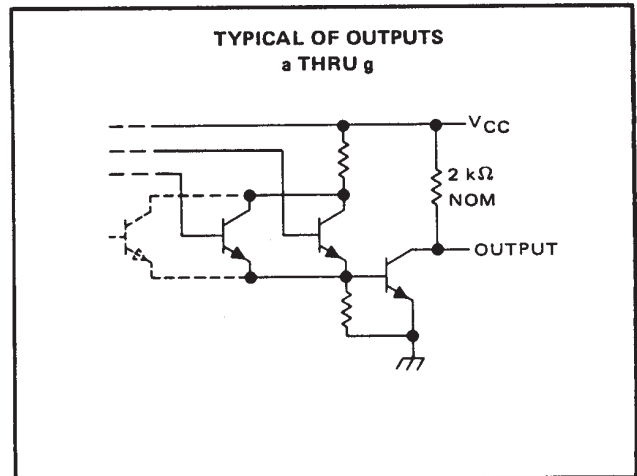 TYPICAL OF OUTPUTS
a THRU g
VCC
2 kΩ
NOM
OUTPUT